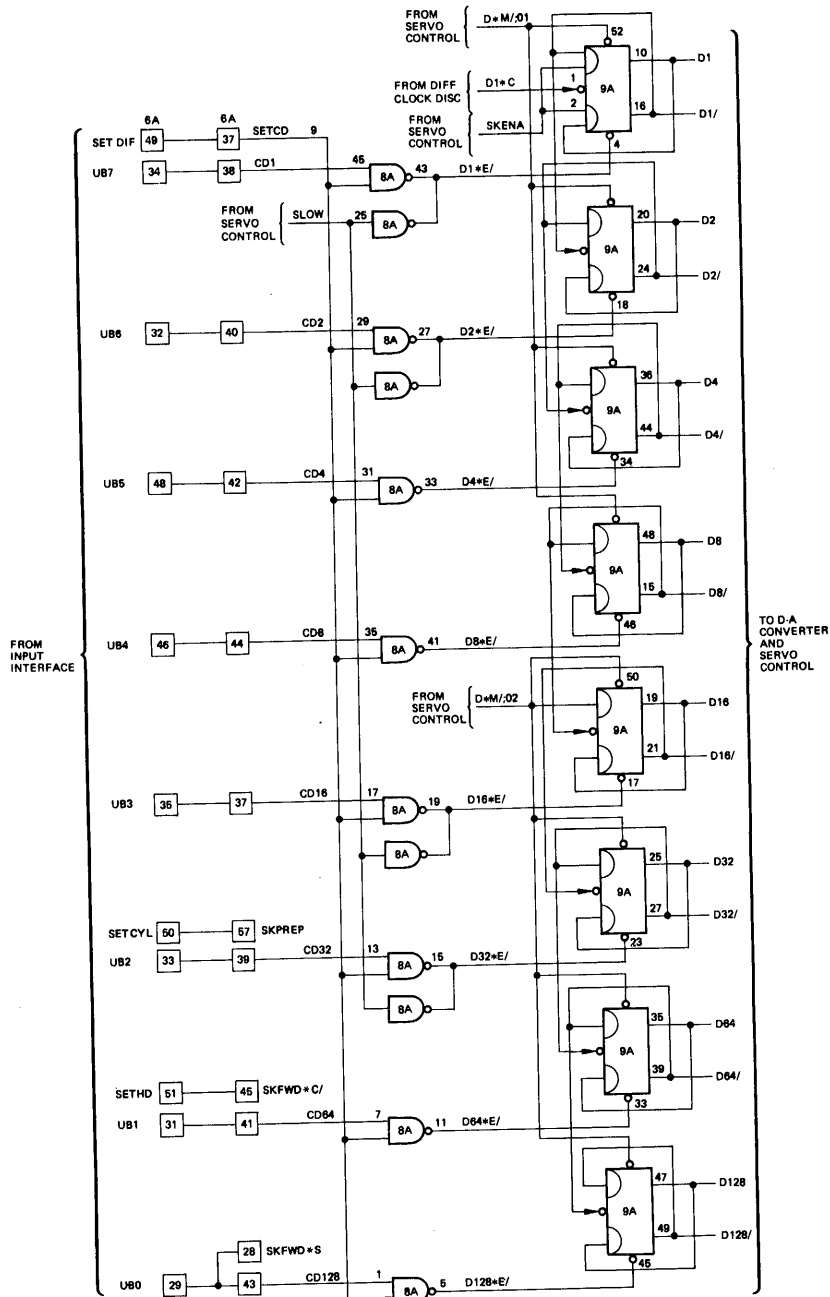 FROM SERVO CONTROL
D*M/;01
52
10
D1
FROM DIFF CLOCK DISC
D1*C
1
9A
2
16
D1/
FROM SERVO CONTROL
SKENA
4
6A
6A
SET DIF
49
37
SETCD
9
UB7
34
38
CD1
45
8A
43
D1*E/
FROM SERVO CONTROL
SLOW
25
8A
20
D2
9A
24
D2/
18
UB6
32
40
CD2
29
8A
27
D2*E/
8A
36
D4
9A
44
D4/
34
UB5
48
42
CD4
31
8A
33
D4*E/
48
D8
9A
15
D8/
46
FROM INPUT INTERFACE
UB4
46
44
CD8
35
8A
41
D8*E/
TO D-A CONVERTER AND SERVO CONTROL
FROM SERVO CONTROL
D*M/;02
50
19
D16
9A
21
D16/
17
UB3
36
37
CD16
17
8A
19
D16*E/
8A
25
D32
9A
27
D32/
23
SETCYL
50
57
SKPREP
UB2
33
39
CD32
13
8A
15
D32*E/
8A
35
D64
9A
39
D64/
33
SETHD
51
45
SKFWD*C/
UB1
31
41
CD64
7
8A
11
D64*E/
47
D128
9A
49
D128/
45
28
SKFWD*S
UB0
29
43
CD128
1
8A
5
D128*E/